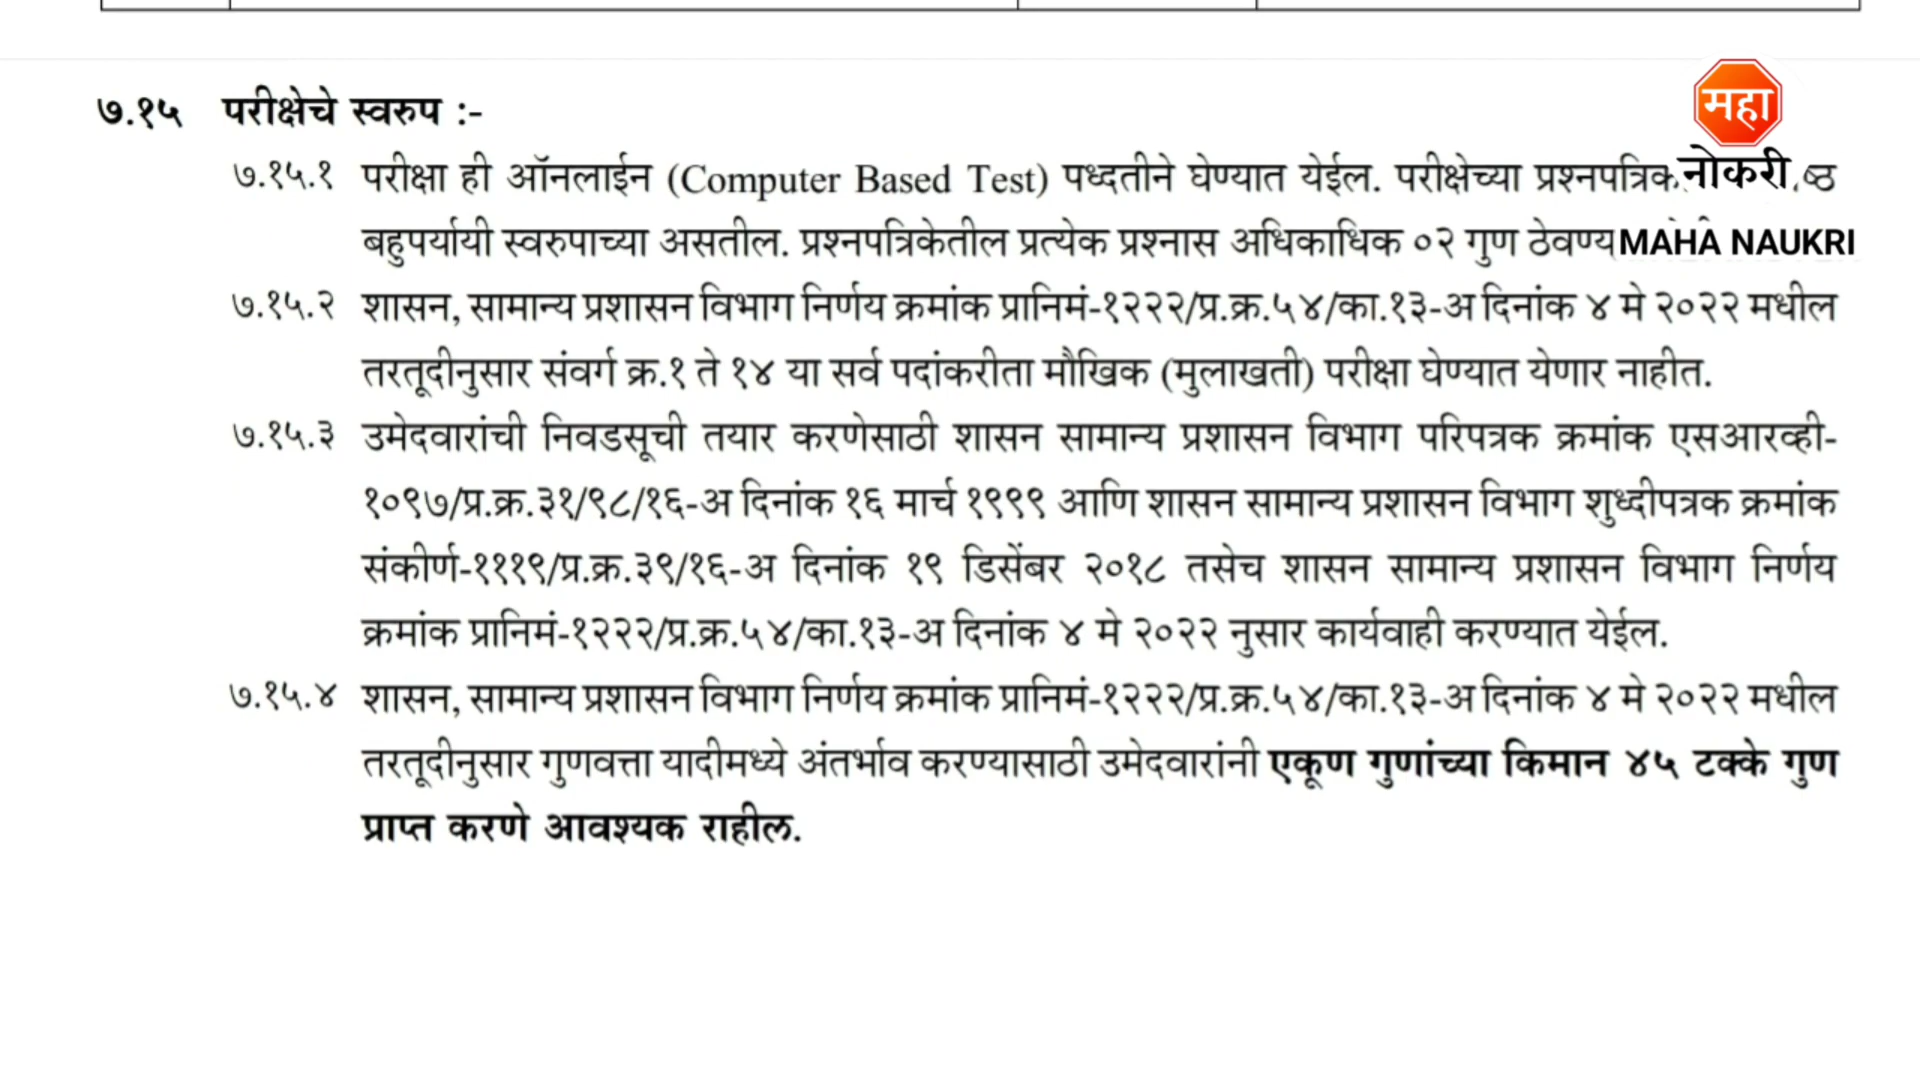 ७.१५ परीक्षेचे स्वरुप :-
महा
नोकरी
MAHA NAUKRI
७.१५.१ परीक्षा ही ऑनलाईन (Computer Based Test) पध्दतीने घेण्यात येईल. परीक्षेच्या
बहुपर्यायी स्वरुपाच्या असतील. प्रश्नपत्रिकेतील प्रत्येक प्रश्नास अधिकाधिक ०२ गुण
७.१५.२ शासन, सामान्य प्रशासन विभाग निर्णय क्रमांक प्रानिमं-१२२२/प्र.क्र.५४/का.१३-अ दिनांक ४ मे २०२२ मधील
तरतूदीनुसार संवर्ग क्र.१ ते १४ या सर्व पदांकरीता मौखिक (मुलाखती) परीक्षा घेण्यात येणार नाहीत.
७.१५.३ उमेदवारांची निवडसूची तयार करणेसाठी शासन सामान्य प्रशासन विभाग परिपत्रक क्रमांक एसआरव्ही-
१०९७/प्र.क्र.३१/९८/१६-अ दिनांक १६ मार्च १९९९ आणि शासन सामान्य प्रशासन विभाग शुध्दीपत्रक क्रमांक
संकीर्ण-१११९/प्र.क्र.३९/१६-अ दिनांक १९ डिसेंबर २०१८ तसेच शासन सामान्य प्रशासन विभाग निर्णय
क्रमांक प्रानिमं-१२२२/प्र.क्र.५४/का.१३-अ दिनांक ४ मे २०२२ नुसार कार्यवाही करण्यात येईल.
७.१५.४ शासन, सामान्य प्रशासन विभाग निर्णय क्रमांक प्रानिमं-१२२२/प्र.क्र.५४/का.१३-अ दिनांक ४ मे २०२२ मधील
तरतूदीनुसार गुणवत्ता यादीमध्ये अंतर्भाव करण्यासाठी उमेदवारांनी एकूण गुणांच्या किमान ४५ टक्के गुण
प्राप्त करणे आवश्यक राहील.